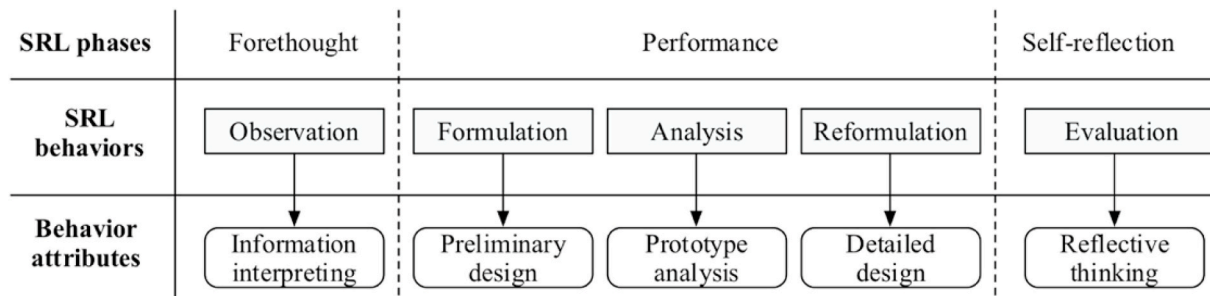 SRL phases
Forethought
Performance
Self-reflection
SRL
behaviors
Observation
Formulation
Analysis
Reformulation
Evaluation
Behavior
attributes
Information
interpreting
Preliminary
design
Prototype
analysis
Detailed
design
Reflective
thinking